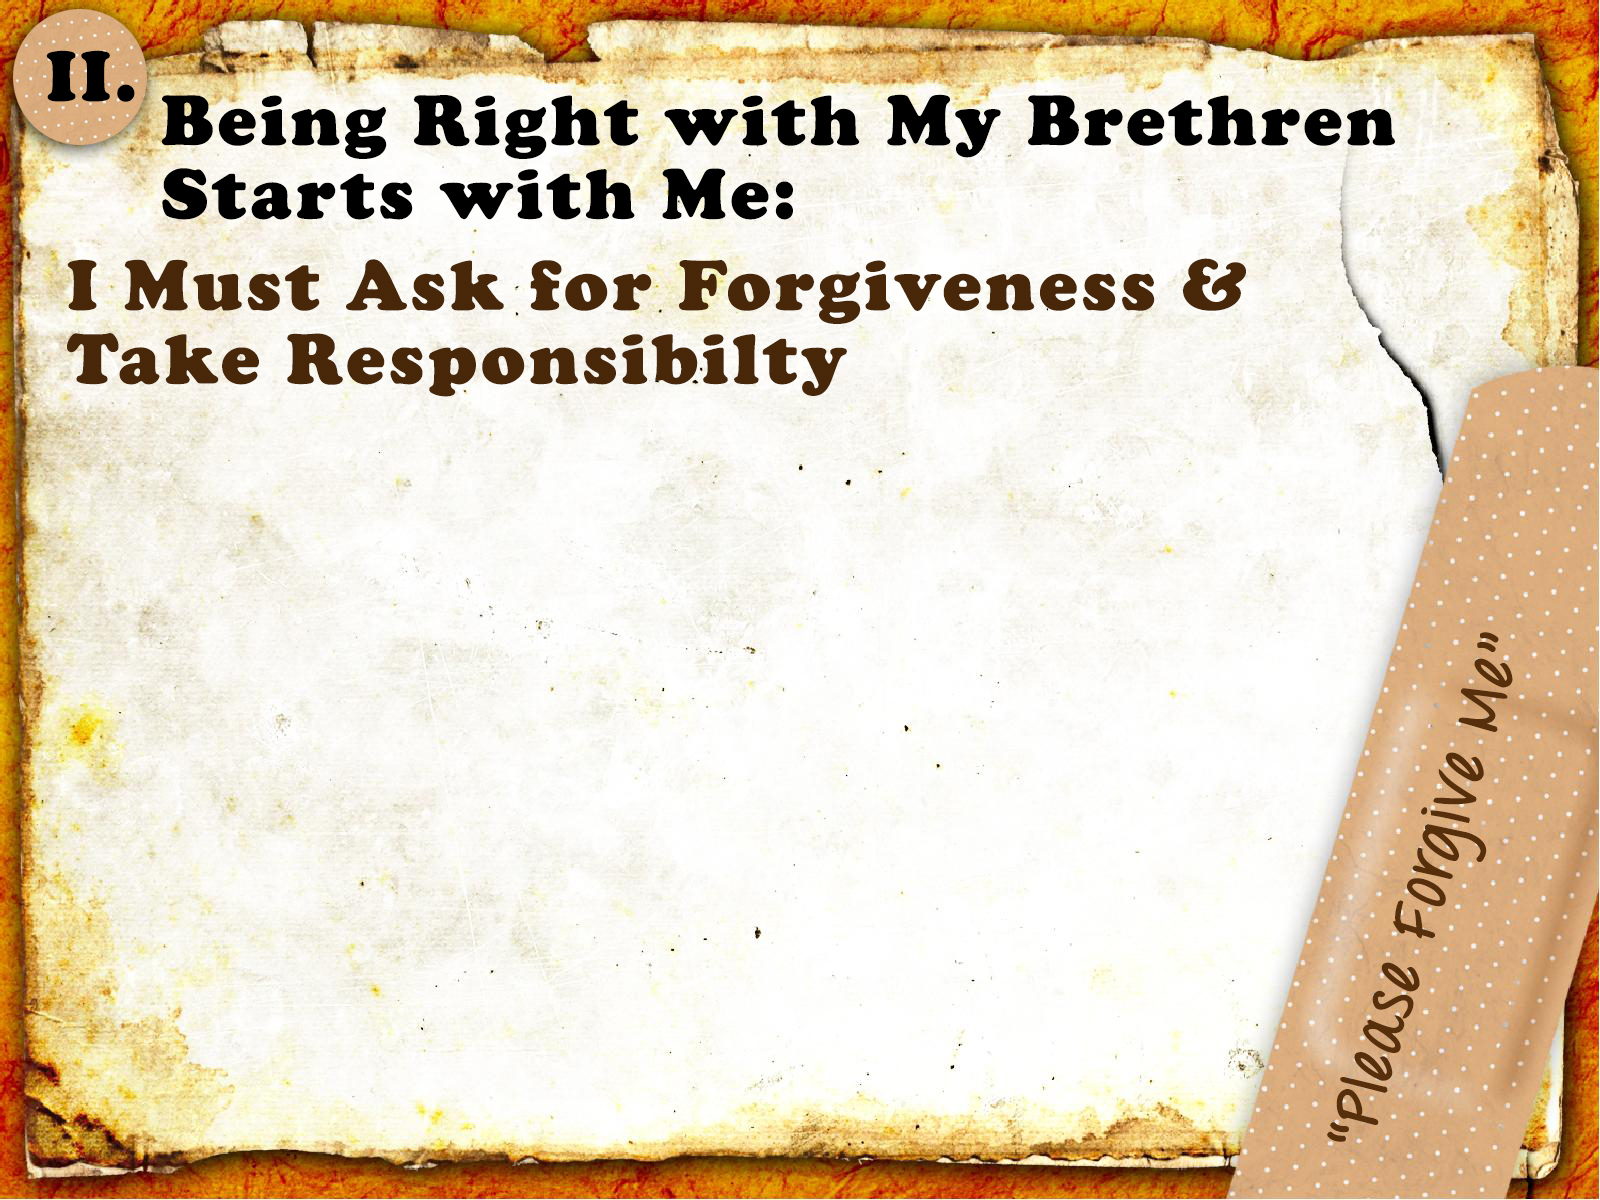 II.
Being Right with My Brethren
Starts with Me:
I Must Ask for Forgiveness &
Take Responsibilty
"Please Forgive Me"